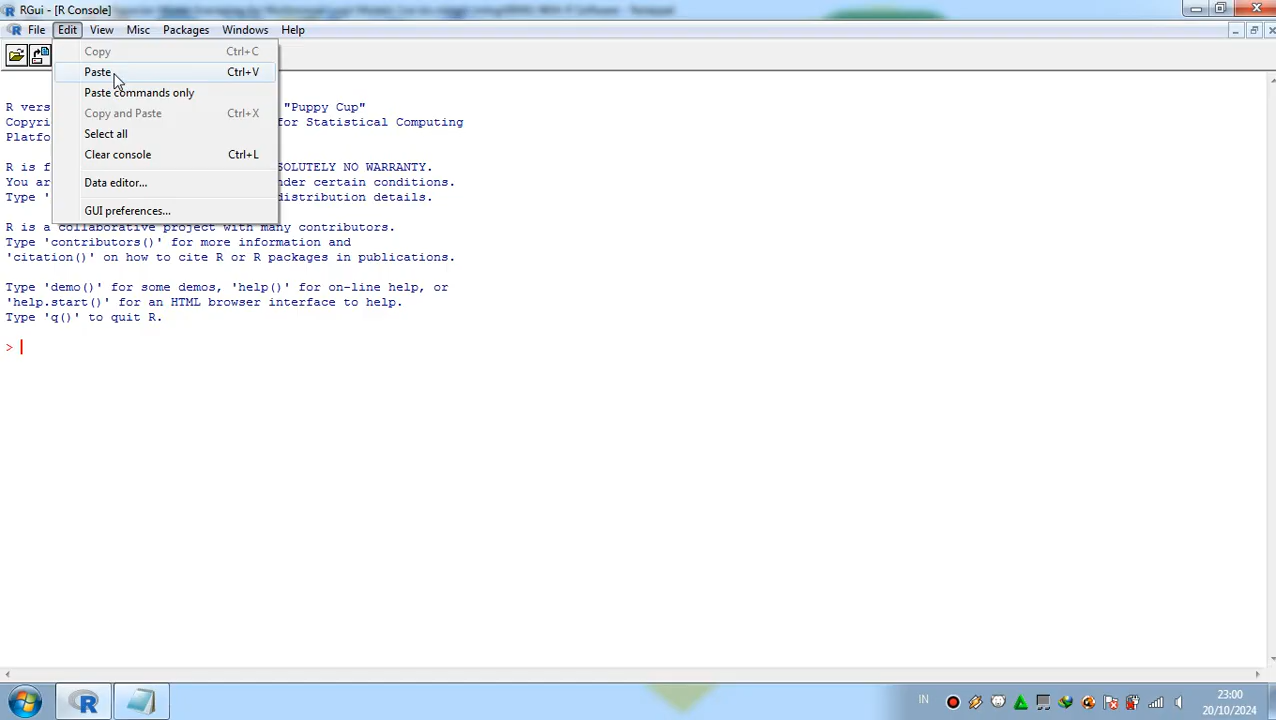 RGui - [R Console]
File Edit View Misc Packages Windows Help
Copy Ctrl+C
Paste Ctrl+V
Paste commands only
Copy and Paste Ctrl+X
Select all
Clear console Ctrl+L
Data editor...
GUI preferences...
R vers "Puppy Cup"
Copyri for Statistical Computing
Platfo
R is f SOLUTELY NO WARRANTY.
You ar nder certain conditions.
Type ' distribution details.
R is a collaborative project with many contributors.
Type 'contributors()' for more information and
'citation()' on how to cite R or R packages in publications.
Type 'demo()' for some demos, 'help()' for on-line help, or
'help.start()' for an HTML browser interface to help.
Type 'q()' to quit R.
>
IN
23:00
20/10/2024